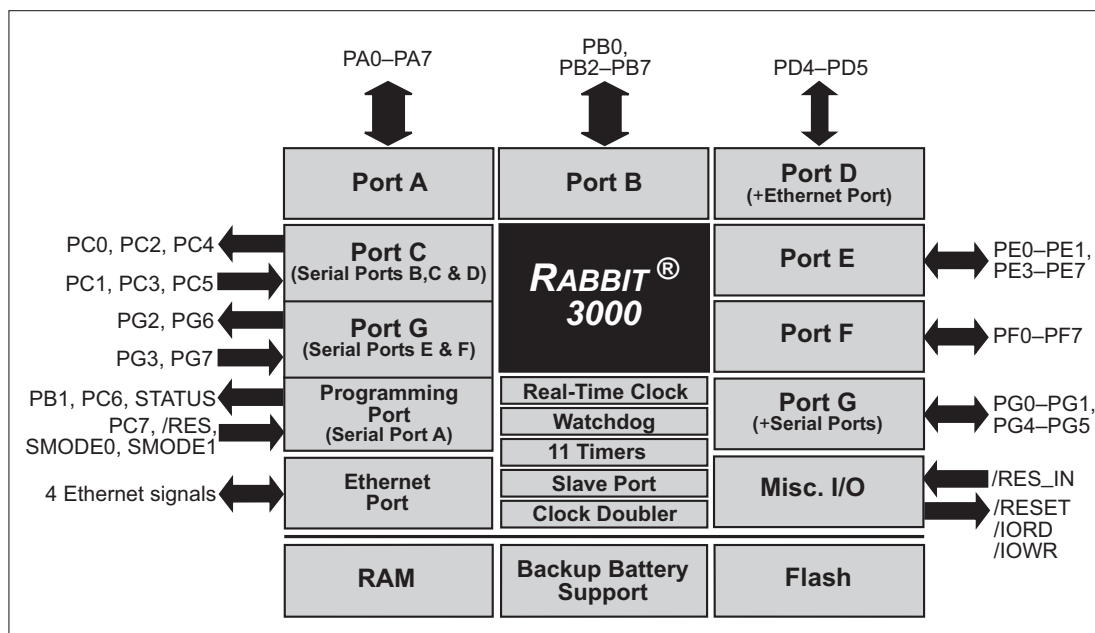 PA0–PA7
PB0,
PB2–PB7
PD4–PD5
Port A
Port B
Port D
(+Ethernet Port)
PC0, PC2, PC4
PC1, PC3, PC5
Port C
(Serial Ports B,C & D)
RABBIT®
3000
Port E
PE0–PE1,
PE3–PE7
PG2, PG6
PG3, PG7
Port G
(Serial Ports E & F)
Port F
PF0–PF7
PB1, PC6, STATUS
PC7, /RES,
SMODE0, SMODE1
Programming
Port
(Serial Port A)
Real-Time Clock
Watchdog
11 Timers
Slave Port
Clock Doubler
Port G
(+Serial Ports)
PG0–PG1,
PG4–PG5
4 Ethernet signals
Ethernet
Port
Misc. I/O
/RES_IN
/RESET
/IORD
/IOWR
RAM
Backup Battery
Support
Flash